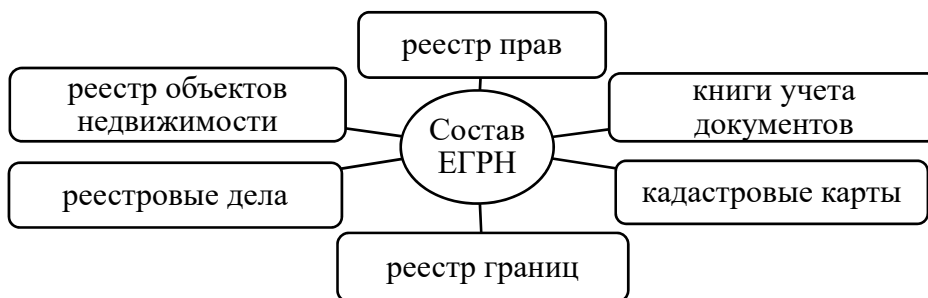 реестр прав
реестр объектов
недвижимости
книги учета
документов
Состав
ЕГРН
реестровые дела
кадастровые карты
реестр границ